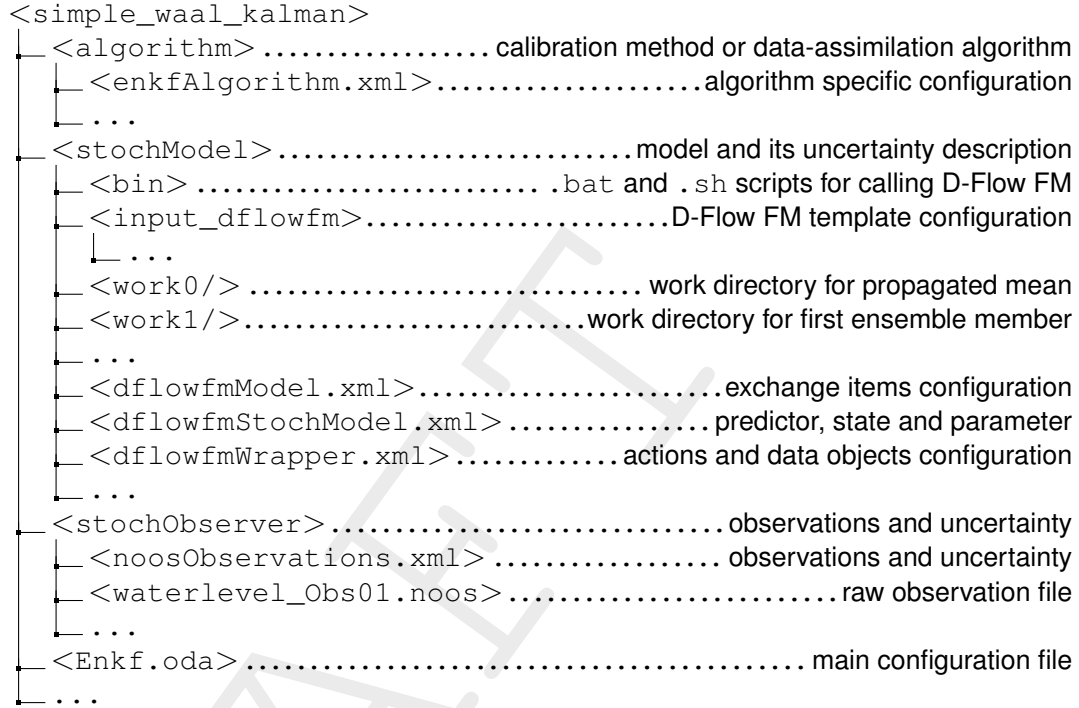 <simple_waal_kalman>
<algorithm> .................. calibration method or data-assimilation algorithm
<enkfAlgorithm.xml>.....................algorithm specific configuration
...
<stochModel>............................model and its uncertainty description
<bin> ........................... .bat and .sh scripts for calling D-Flow FM
<input_dflowfm>........................D-Flow FM template configuration
...
<work0/> ............................... work directory for propagated mean
<work1/>...........................work directory for first ensemble member
...
<dflowfmModel.xml>........................exchange items configuration
<dflowfmStochModel.xml> ................ predictor, state and parameter
<dflowfmWrapper.xml>.............actions and data objects configuration
...
<stochObserver> ............................... observations and uncertainty
<noosObservations.xml> .................. observations and uncertainty
<waterlevel_Obs01.noos> .......................... raw observation file
...
<Enkf.oda> ............................................ main configuration file
...